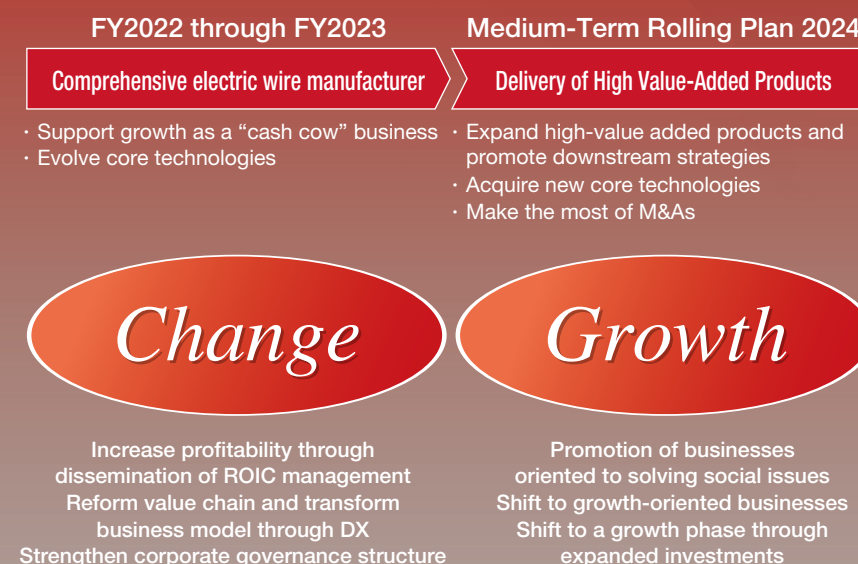 FY2022 through FY2023
Comprehensive electric wire manufacturer
・Support growth as a “cash cow” business
・Evolve core technologies
Change
Increase profitability through
dissemination of ROIC management
Reform value chain and transform
business model through DX
Strengthen corporate governance structure
Medium-Term Rolling Plan 2024
Delivery of High Value-Added Products
・Expand high-value added products and
promote downstream strategies
・Acquire new core technologies
・Make the most of M&As
Growth
Promotion of businesses
oriented to solving social issues
Shift to growth-oriented businesses
Shift to a growth phase through
expanded investments